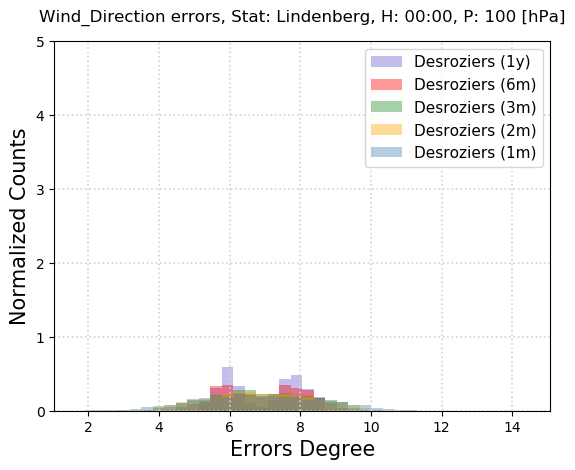 Wind_Direction errors, Stat: Lindenberg, H: 00:00, P: 100 [hPa]
Normalized Counts
5
4
3
2
1
0
Desroziers (1y)
Desroziers (6m)
Desroziers (3m)
Desroziers (2m)
Desroziers (1m)
2 4 6 8 10 12 14
Errors Degree